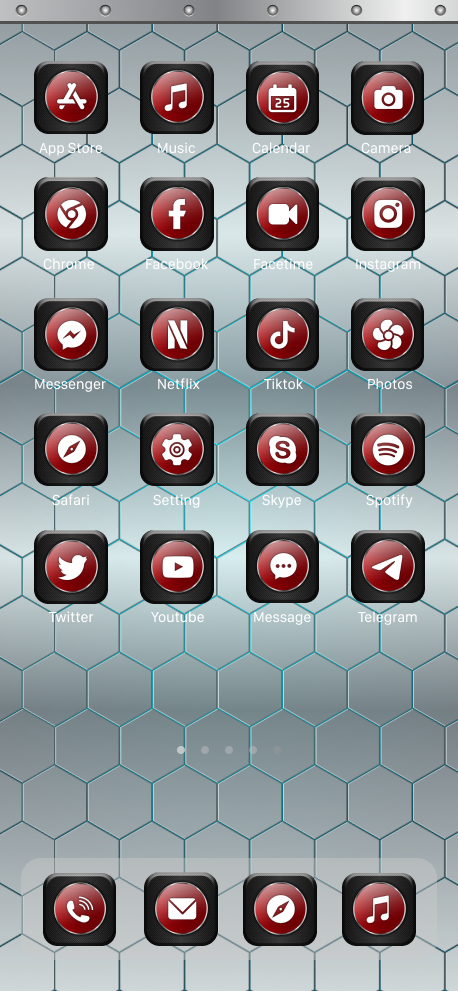 App Store Music Calendar Camera
25
Chrome Facebook Facetime Instagram
Messenger Netflix Tiktok Photos
Safari Setting Skype Spotify
Twitter Youtube Message Telegram